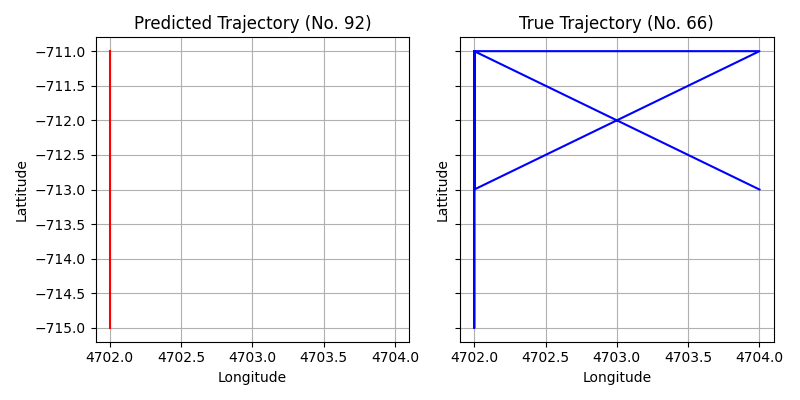 Predicted Trajectory (No. 92)
True Trajectory (No. 66)
−711.0
−711.5
−712.0
−712.5
−713.0
−713.5
−714.0
−714.5
−715.0
Lattitude
Lattitude
4702.0 4702.5 4703.0 4703.5 4704.0
4702.0 4702.5 4703.0 4703.5 4704.0
Longitude
Longitude